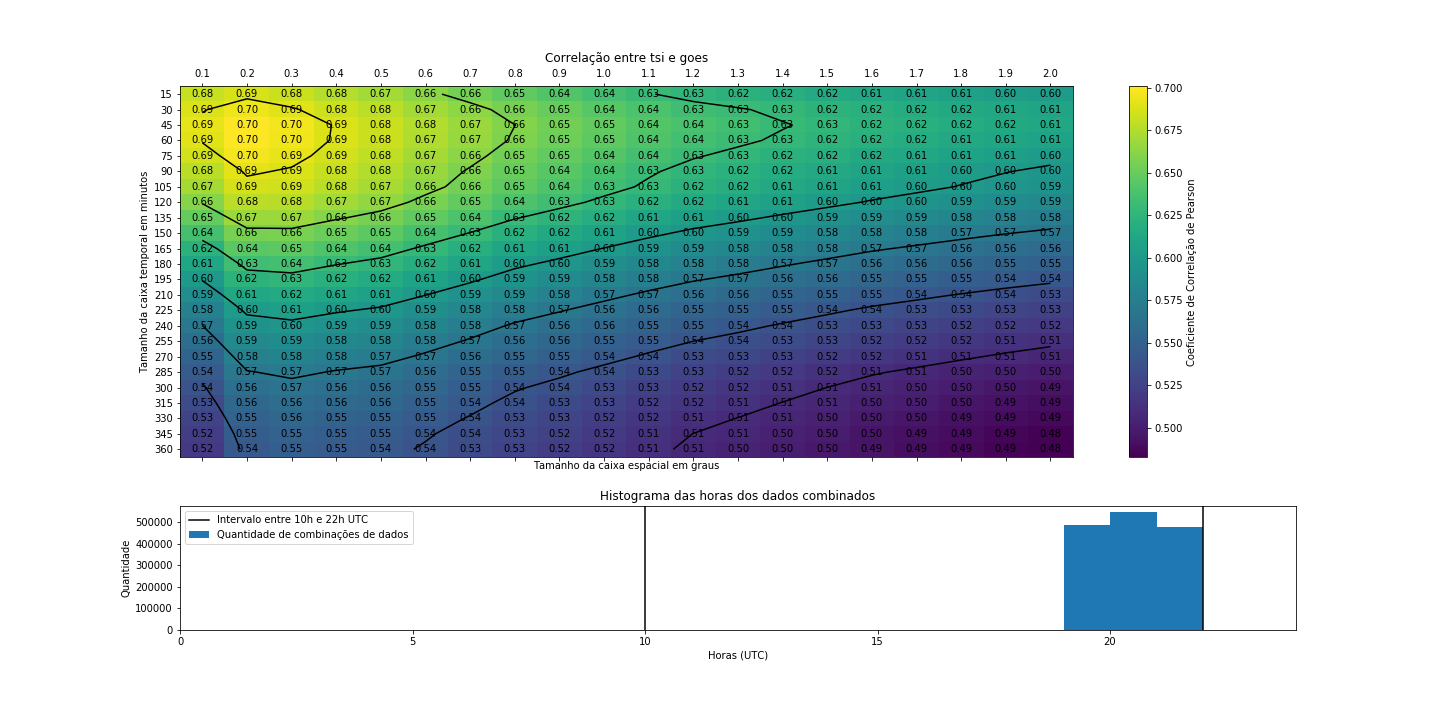 Correlação entre tsi e goes
0.1 0.2 0.3 0.4 0.5 0.6 0.7 0.8 0.9 1.0 1.1 1.2 1.3 1.4 1.5 1.6 1.7 1.8 1.9 2.0
15 0.68 0.69 0.68 0.68 0.67 0.66 0.66 0.65 0.64 0.64 0.63 0.63 0.62 0.62 0.62 0.61 0.61 0.61 0.60 0.60
30 0.69 0.69 0.69 0.68 0.68 0.67 0.66 0.66 0.65 0.64 0.64 0.63 0.63 0.63 0.62 0.62 0.62 0.62 0.61 0.61
45 0.69 0.70 0.70 0.69 0.68 0.68 0.67 0.66 0.65 0.65 0.64 0.64 0.63 0.63 0.63 0.62 0.62 0.62 0.61 0.61
60 0.69 0.70 0.70 0.69 0.68 0.67 0.67 0.66 0.65 0.65 0.64 0.64 0.63 0.63 0.62 0.62 0.62 0.61 0.61 0.61
75 0.69 0.70 0.69 0.69 0.68 0.67 0.66 0.65 0.65 0.64 0.64 0.63 0.63 0.62 0.62 0.62 0.61 0.61 0.61 0.60
90 0.68 0.69 0.69 0.68 0.68 0.67 0.66 0.65 0.64 0.64 0.63 0.63 0.62 0.62 0.61 0.61 0.61 0.60 0.60 0.60
105 0.67 0.69 0.69 0.68 0.67 0.66 0.66 0.65 0.64 0.63 0.63 0.62 0.62 0.61 0.61 0.61 0.60 0.60 0.60 0.59
120 0.66 0.68 0.68 0.67 0.67 0.66 0.65 0.64 0.63 0.63 0.62 0.62 0.61 0.61 0.60 0.60 0.60 0.59 0.59 0.59
135 0.65 0.67 0.67 0.66 0.66 0.65 0.64 0.63 0.62 0.62 0.61 0.61 0.60 0.60 0.59 0.59 0.59 0.58 0.58 0.58
150 0.64 0.66 0.66 0.65 0.65 0.64 0.63 0.62 0.62 0.61 0.60 0.60 0.59 0.59 0.58 0.58 0.58 0.57 0.57 0.57
165 0.62 0.64 0.65 0.64 0.64 0.63 0.62 0.61 0.61 0.60 0.59 0.59 0.58 0.58 0.58 0.57 0.57 0.56 0.56 0.56
180 0.61 0.63 0.64 0.63 0.63 0.62 0.61 0.60 0.60 0.59 0.58 0.58 0.58 0.57 0.57 0.56 0.56 0.56 0.55 0.55
195 0.60 0.62 0.63 0.62 0.62 0.61 0.60 0.59 0.59 0.58 0.58 0.57 0.57 0.56 0.56 0.55 0.55 0.55 0.54 0.54
210 0.59 0.61 0.62 0.61 0.61 0.60 0.59 0.59 0.58 0.57 0.57 0.56 0.56 0.55 0.55 0.55 0.54 0.54 0.54 0.53
225 0.58 0.60 0.61 0.60 0.60 0.59 0.58 0.58 0.57 0.56 0.56 0.55 0.55 0.55 0.54 0.54 0.53 0.53 0.53 0.53
240 0.57 0.59 0.60 0.59 0.59 0.58 0.58 0.57 0.56 0.56 0.55 0.55 0.54 0.54 0.53 0.53 0.53 0.52 0.52 0.52
255 0.56 0.59 0.59 0.58 0.58 0.58 0.57 0.56 0.56 0.55 0.55 0.54 0.54 0.53 0.53 0.52 0.52 0.52 0.51 0.51
270 0.55 0.58 0.58 0.58 0.57 0.57 0.56 0.55 0.55 0.54 0.54 0.53 0.53 0.53 0.52 0.52 0.51 0.51 0.51 0.51
285 0.54 0.57 0.57 0.57 0.57 0.56 0.55 0.55 0.54 0.54 0.53 0.53 0.52 0.52 0.52 0.51 0.51 0.50 0.50 0.50
300 0.54 0.56 0.57 0.56 0.56 0.55 0.55 0.54 0.54 0.53 0.53 0.52 0.52 0.51 0.51 0.51 0.50 0.50 0.50 0.49
315 0.53 0.56 0.56 0.56 0.56 0.55 0.54 0.54 0.53 0.53 0.52 0.52 0.51 0.51 0.51 0.50 0.50 0.49 0.49 0.49
330 0.53 0.55 0.56 0.55 0.55 0.55 0.54 0.53 0.53 0.52 0.52 0.51 0.51 0.51 0.50 0.50 0.50 0.49 0.49 0.49
345 0.52 0.55 0.55 0.55 0.55 0.54 0.54 0.53 0.52 0.52 0.51 0.51 0.51 0.50 0.50 0.50 0.49 0.49 0.49 0.48
360 0.52 0.54 0.55 0.55 0.54 0.54 0.53 0.53 0.52 0.52 0.51 0.51 0.50 0.50 0.50 0.49 0.49 0.49 0.48 0.48
Tamanho da caixa temporal em minutos
Tamanho da caixa espacial em graus
0.700
0.675
0.650
0.625
0.600
0.575
0.550
0.525
0.500
Coeficiente de Correlação de Pearson
Histograma das horas dos dados combinados
Intervalo entre 10h e 22h UTC
Quantidade de combinações de dados
500000
400000
300000
200000
100000
0
Quantidade
0 5 10 15 20
Horas (UTC)